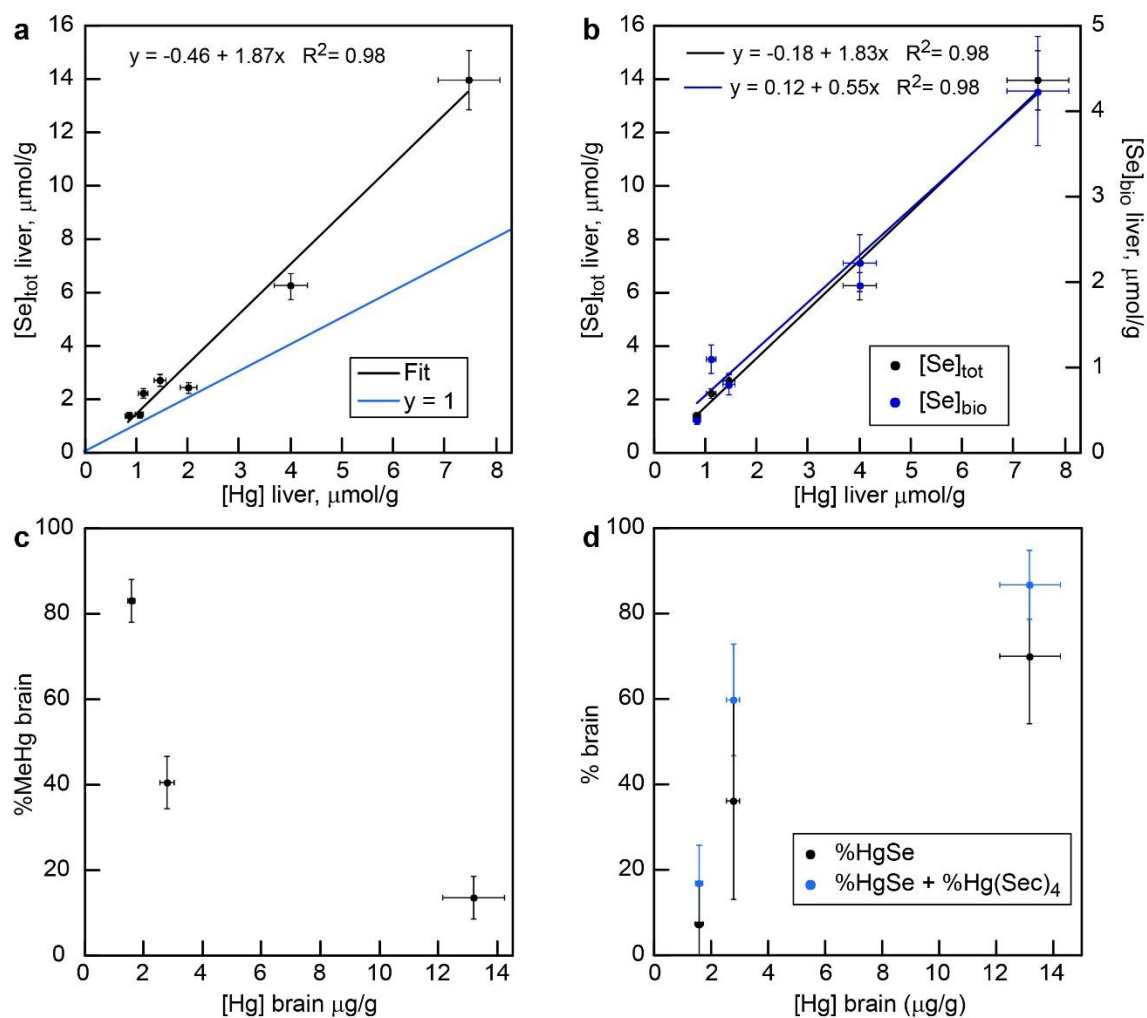 a
y = -0.46 + 1.87x R²= 0.98
16
14
12
10
8
6
4
2
0
[Se]tot liver, μmol/g
Fit
y = 1
0 1 2 3 4 5 6 7 8
[Hg] liver, μmol/g
b
y = -0.18 + 1.83x R²= 0.98
y = 0.12 + 0.55x R²= 0.98
16
14
12
10
8
6
4
2
0
[Se]tot liver, μmol/g
5
4
3
2
1
0
[Se]bio liver, μmol/g
[Se]tot
[Se]bio
0 1 2 3 4 5 6 7 8
[Hg] liver μmol/g
c
100
80
60
40
20
0
%MeHg brain
0 2 4 6 8 10 12 14
[Hg] brain μg/g
d
100
80
60
40
20
0
% brain
%HgSe
%HgSe + %Hg(Sec)4
0 2 4 6 8 10 12 14
[Hg] brain (μg/g)